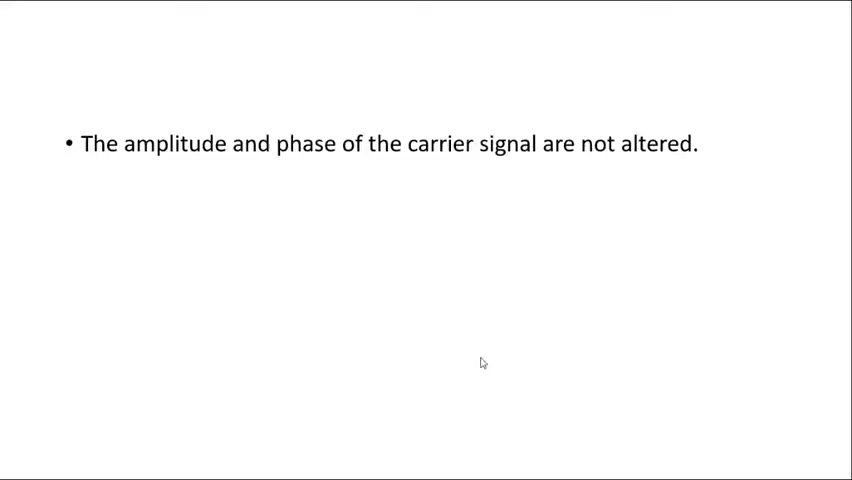 • The amplitude and phase of the carrier signal are not altered.